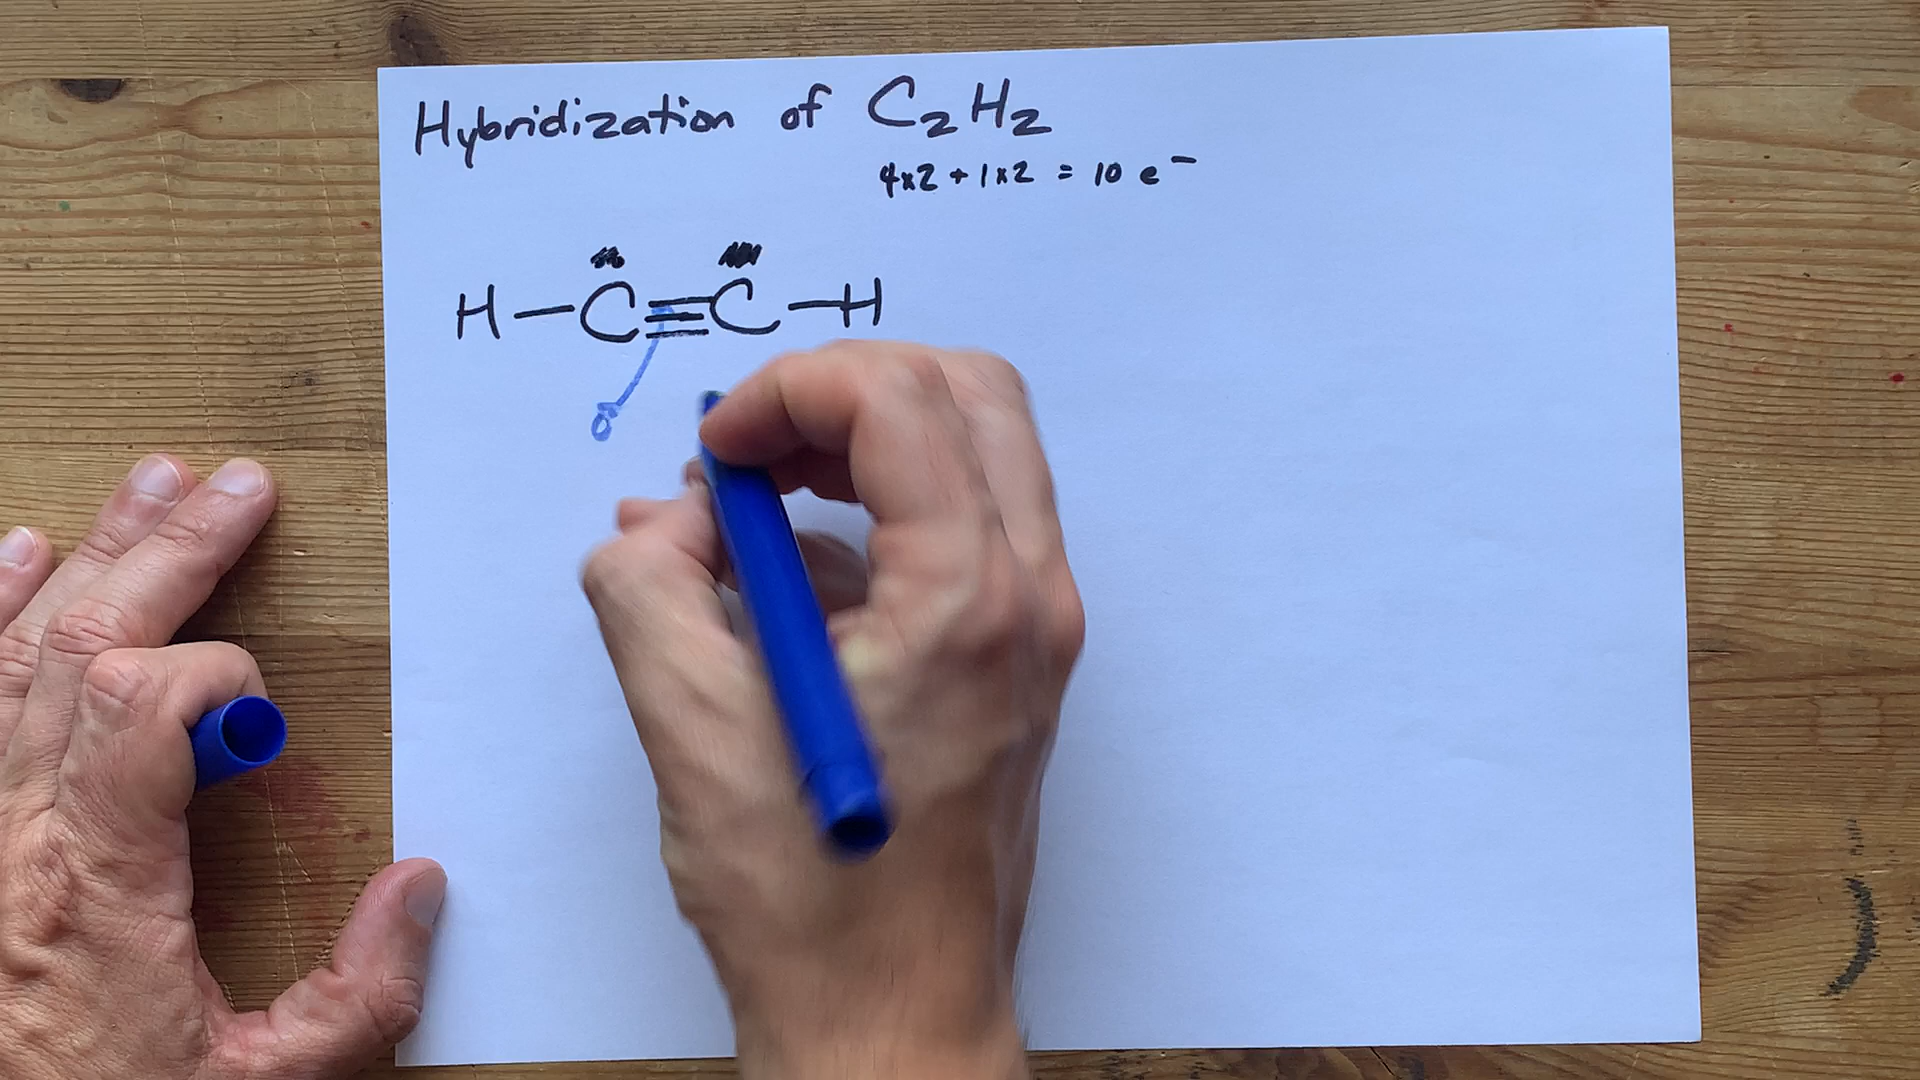 Hybridization of C₂H₂
4x2 + 1x2 = 10 e⁻
H—C≡C—H
σ